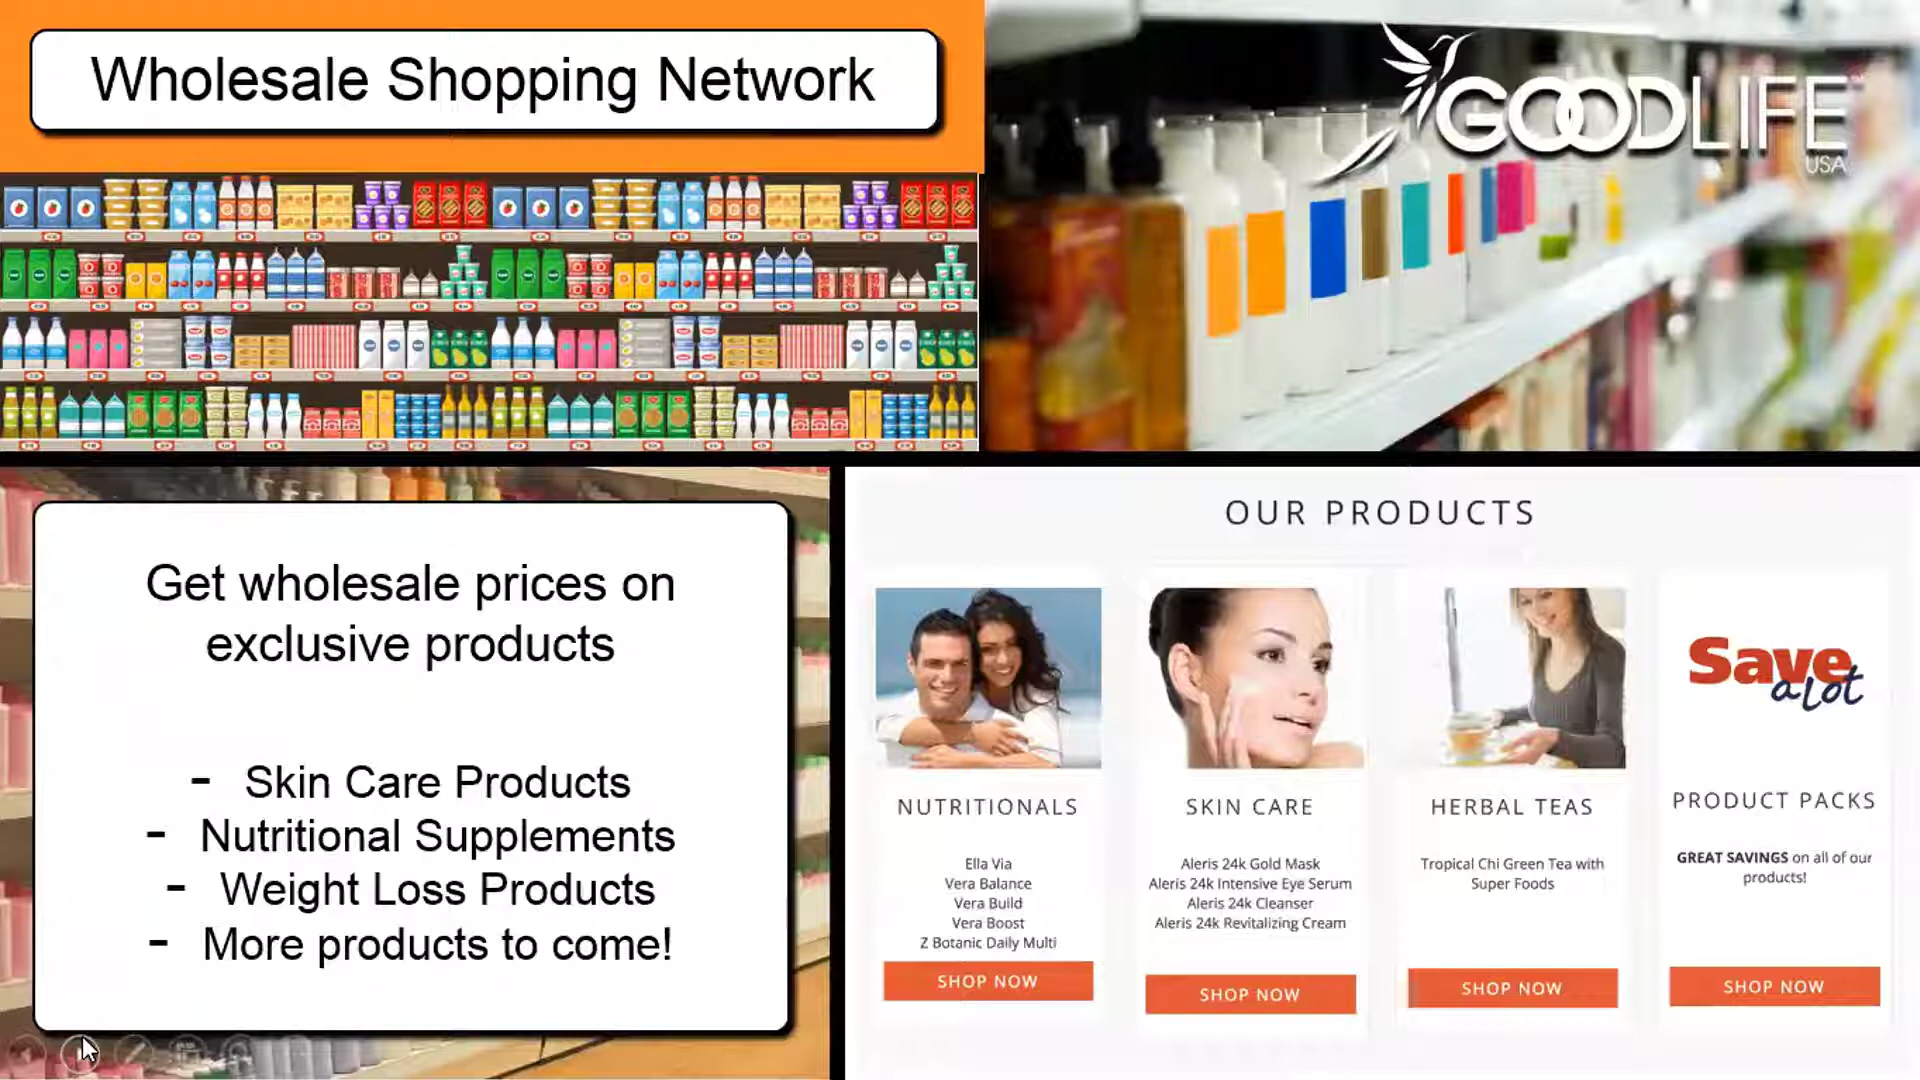 Wholesale Shopping Network
GOODLIFE
USA
Get wholesale prices on
exclusive products
- Skin Care Products
- Nutritional Supplements
- Weight Loss Products
- More products to come!
OUR PRODUCTS
NUTRITIONALS
Ella Via
Vera Balance
Vera Build
Vera Boost
Z Botanic Daily Multi
SHOP NOW
SKIN CARE
Aleris 24k Gold Mask
Aleris 24k Intensive Eye Serum
Aleris 24k Cleanser
Aleris 24k Revitalizing Cream
SHOP NOW
HERBAL TEAS
Tropical Chi Green Tea with
Super Foods
SHOP NOW
Save
a lot
PRODUCT PACKS
GREAT SAVINGS on all of our
products!
SHOP NOW